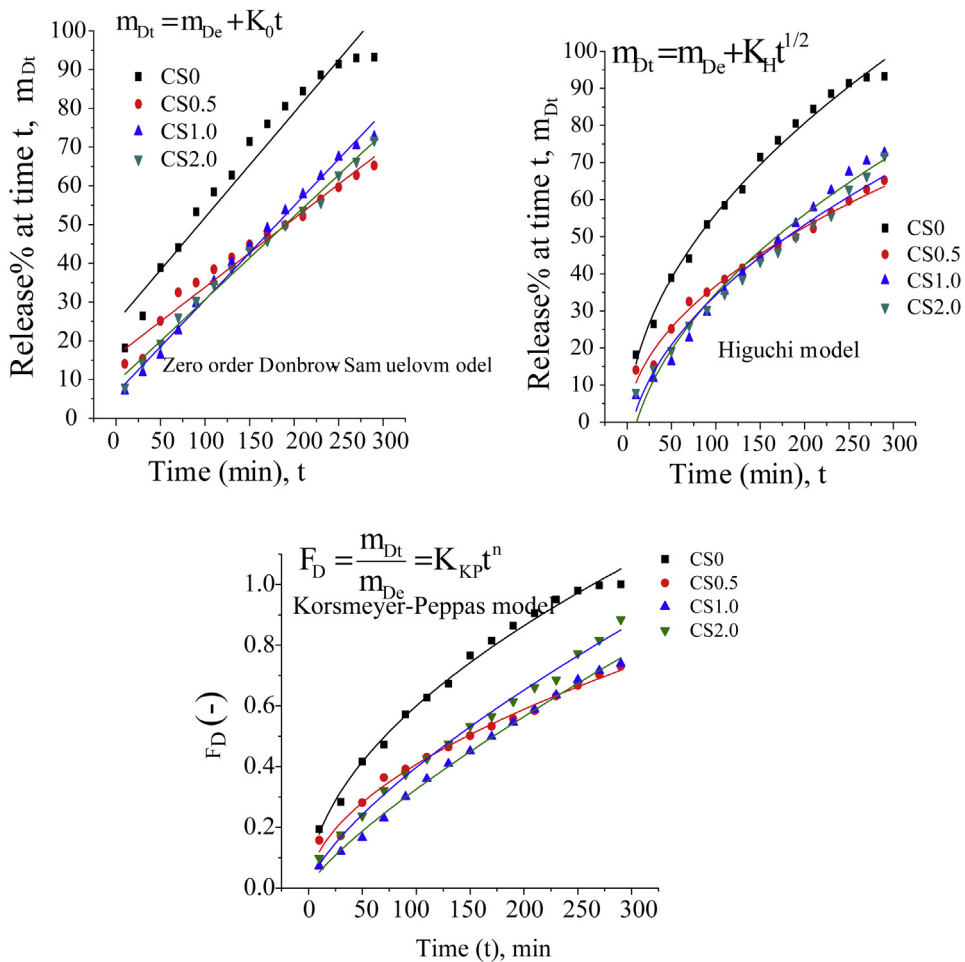 m_Dt = m_De + K_0 t
CS0
CS0.5
CS1.0
CS2.0
Zero order Donbrow- Sam uelovm odel
Release% at time t, m_Dt
100
90
80
70
60
50
40
30
20
10
0
0 50 100 150 200 250 300
Time (min), t
m_Dt = m_De + K_H t^1/2
CS0
CS0.5
CS1.0
CS2.0
Higuchi model
Release% at time t, m_Dt
100
90
80
70
60
50
40
30
20
10
0
0 50 100 150 200 250 300
Time (min), t
F_D = m_Dt / m_De = K_KP t^n
Korsmeyer-Peppas model
CS0
CS0.5
CS1.0
CS2.0
F_D (-)
1.0
0.8
0.6
0.4
0.2
0.0
0 50 100 150 200 250 300
Time (t), min